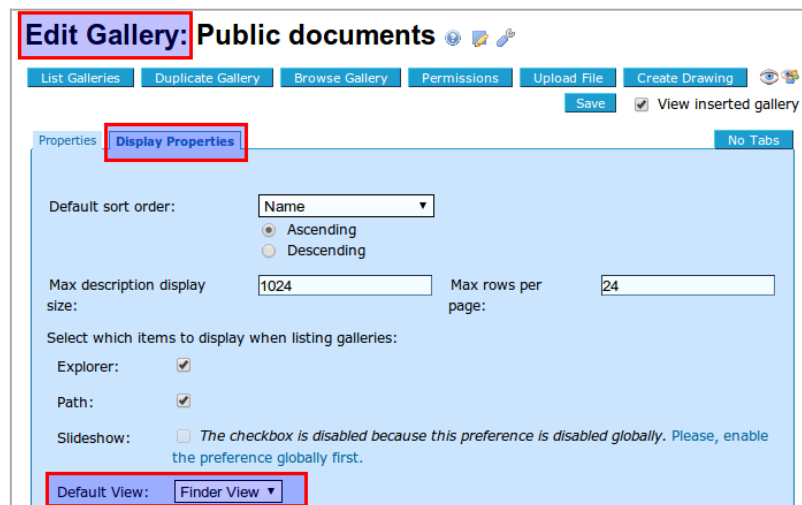 Edit Gallery: Public documents
List Galleries Duplicate Gallery Browse Gallery Permissions Upload File Create Drawing
Save View inserted gallery
Properties Display Properties No Tabs
Default sort order: Name
Ascending
Descending
Max description display size: 1024 Max rows per page: 24
Select which items to display when listing galleries:
Explorer:
Path:
Slideshow: The checkbox is disabled because this preference is disabled globally. Please, enable
the preference globally first.
Default View: Finder View